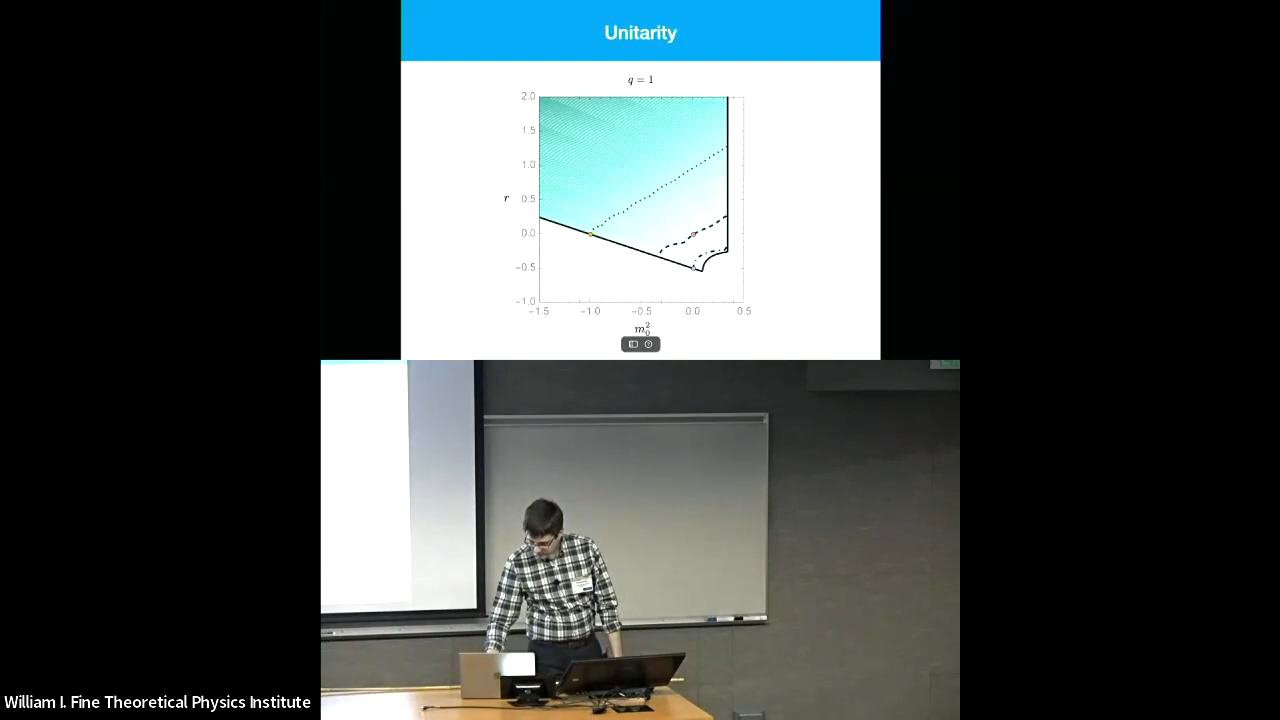 Unitarity
q = 1
2.0
1.5
1.0
r 0.5
0.0
−0.5
−1.0
−1.5 −1.0 −0.5 0.0 0.5
m₀²
William I. Fine Theoretical Physics Institute